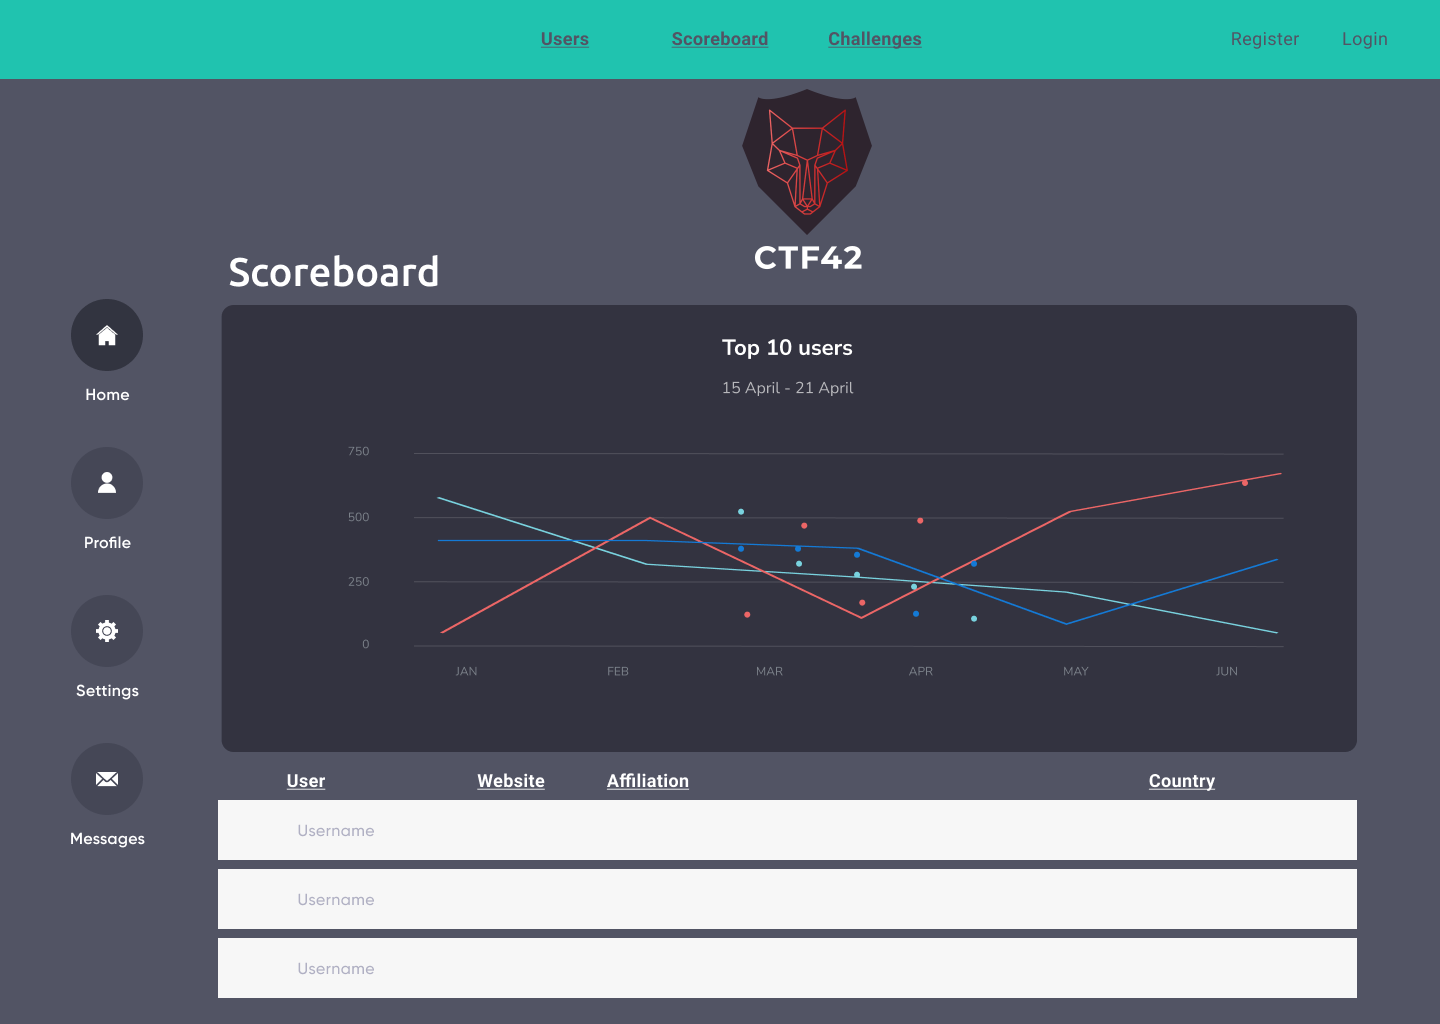 Users Scoreboard Challenges Register Login
CTF42
Scoreboard
Home
Profile
Settings
Messages
Top 10 users
15 April - 21 April
750
500
250
0
JAN FEB MAR APR MAY JUN
User Website Affiliation Country
Username
Username
Username